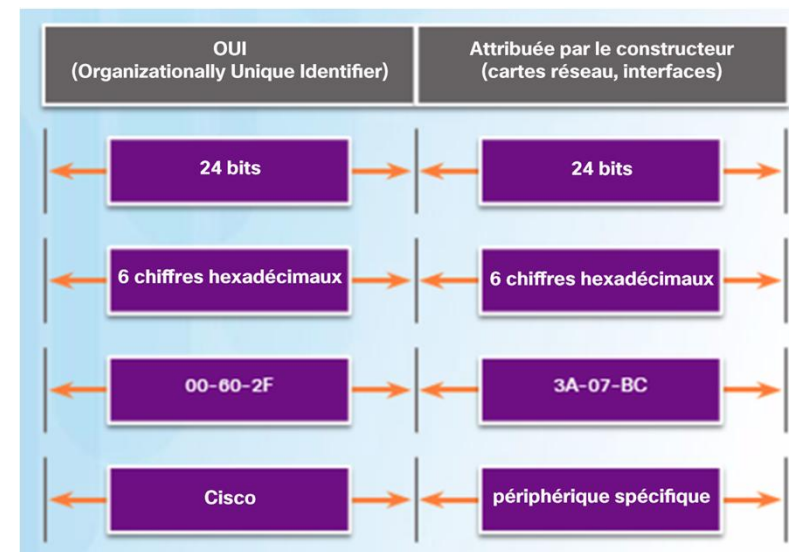 OUI
(Organizationally Unique Identifier)
Attribuée par le constructeur
(cartes réseau, interfaces)
24 bits
24 bits
6 chiffres hexadécimaux
6 chiffres hexadécimaux
00-60-2F
3A-07-BC
Cisco
périphérique spécifique